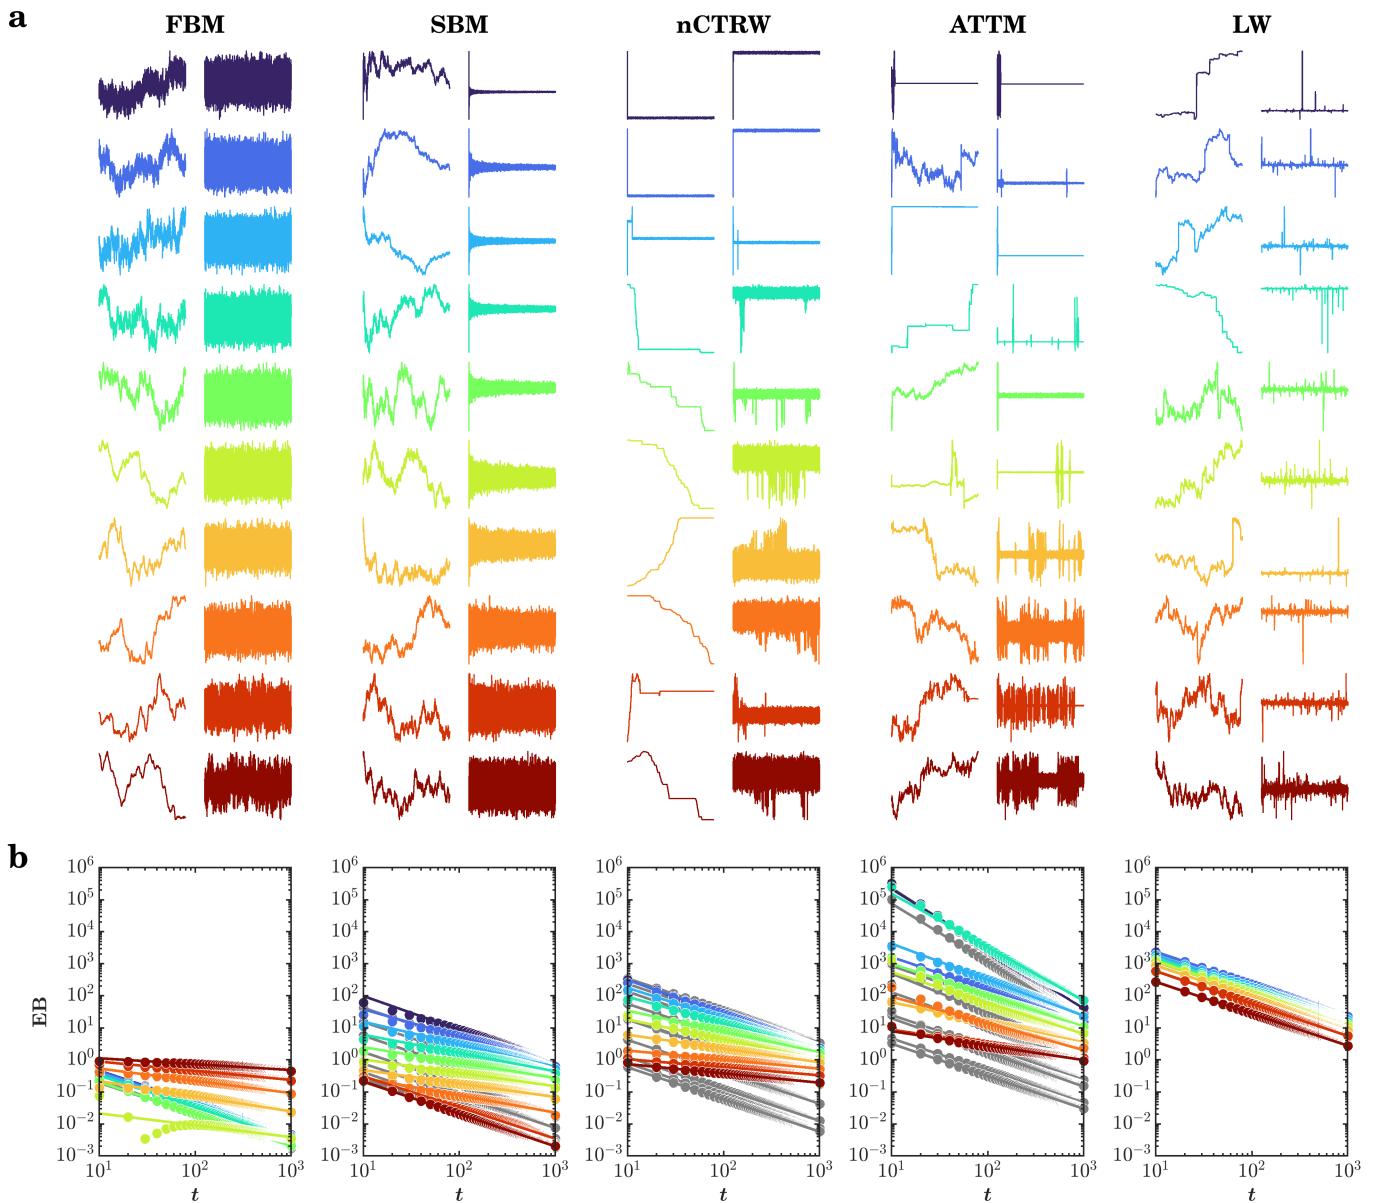 a
FBM SBM nCTRW ATTM LW
b
EB
10^6 10^6 10^6 10^6 10^6
10^5 10^5 10^5 10^5 10^5
10^4 10^4 10^4 10^4 10^4
10^3 10^3 10^3 10^3 10^3
10^2 10^2 10^2 10^2 10^2
10^1 10^1 10^1 10^1 10^1
10^0 10^0 10^0 10^0 10^0
10^-1 10^-1 10^-1 10^-1 10^-1
10^-2 10^-2 10^-2 10^-2 10^-2
10^-3 10^-3 10^-3 10^-3 10^-3
10^1 10^2 10^3 10^1 10^2 10^3 10^1 10^2 10^3 10^1 10^2 10^3 10^1 10^2 10^3
t t t t t